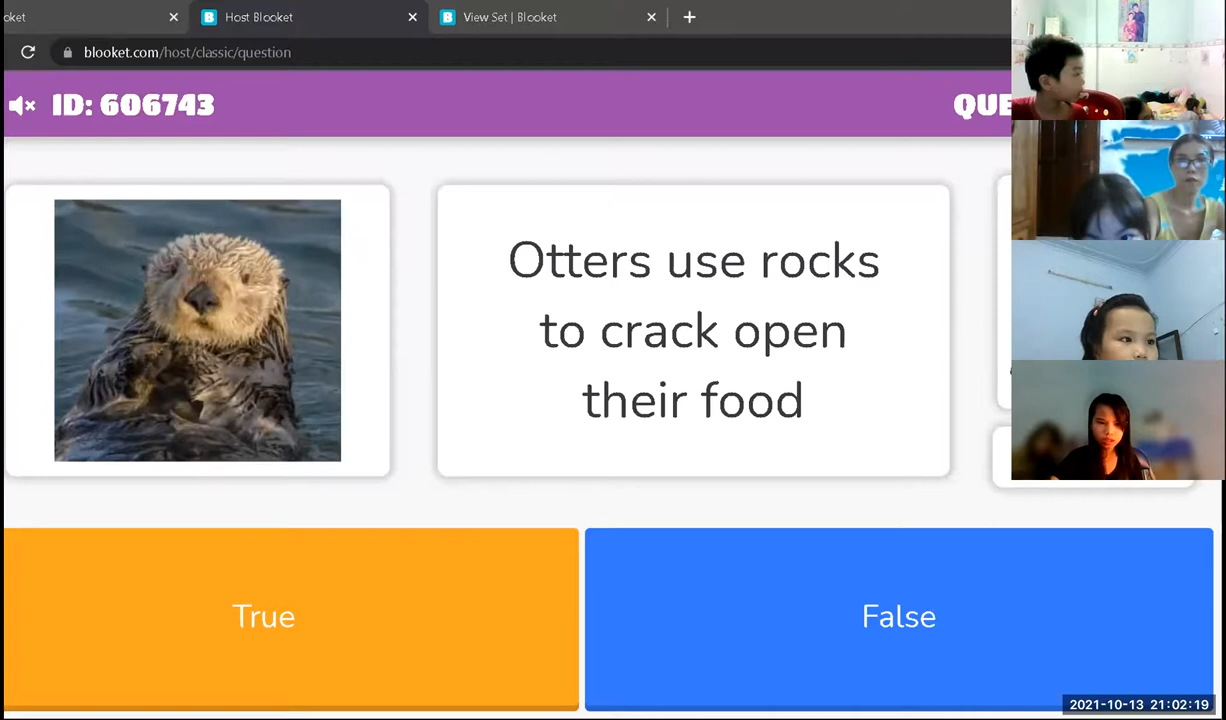 ocket
Host Blooket
View Set | Blooket
blooket.com/host/classic/question
ID: 606743
QUE
Otters use rocks
to crack open
their food
True
False
2021-10-13 21:02:19